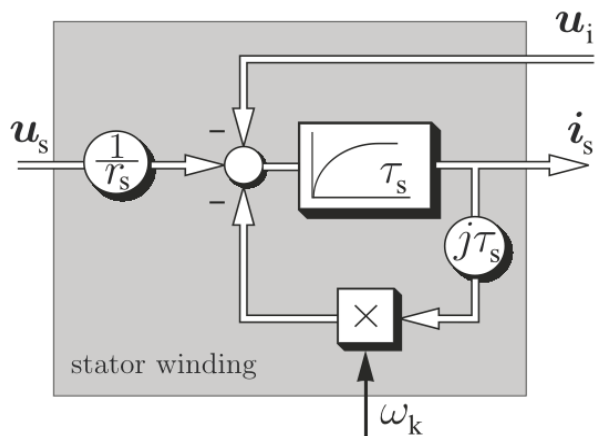 u_i
u_s
1/r_s
−
τ_s
i_s
−
jτ_s
×
stator winding
ω_k